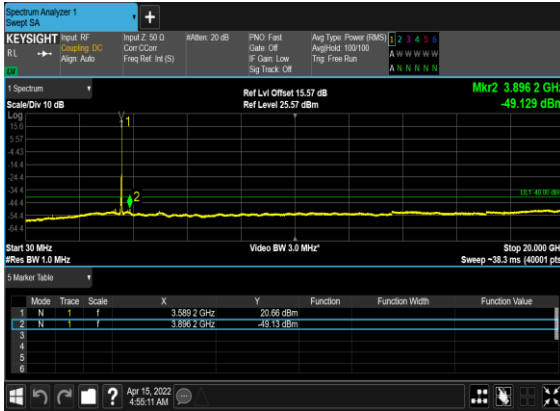 Spectrum Analyzer 1
Swept SA
KEYSIGHT Input: RF Input Z: 50 Ω #Atten: 20 dB PNO: Fast Avg Type: Power (RMS) 1 2 3 4 5 6
RL Coupling: DC Corr CCorr Gate: Off Avg|Hold: 100/100 A W W W W W
Align: Auto Freq Ref: Int (S) IF Gain: Low Trig: Free Run
Sig Track: Off A N N N N N
1 Spectrum Ref Lvl Offset 15.57 dB Mkr2 3.896 2 GHz
Scale/Div 10 dB Ref Level 25.57 dBm -49.129 dBm
Log
15.6
5.57
-4.43
-14.4
-24.4
-34.4
-44.4
-54.4
-64.4
1
2
DL1 -40.00 dBm
Start 30 MHz Video BW 3.0 MHz* Stop 20.000 GHz
#Res BW 1.0 MHz Sweep ~38.3 ms (40001 pts)
5 Marker Table
Mode Trace Scale X Y Function Function Width Function Value
1 N 1 f 3.589 2 GHz 20.66 dBm
2 N 1 f 3.896 2 GHz -49.13 dBm
3
4
5
6
? Apr 15, 2022
4:55:11 AM